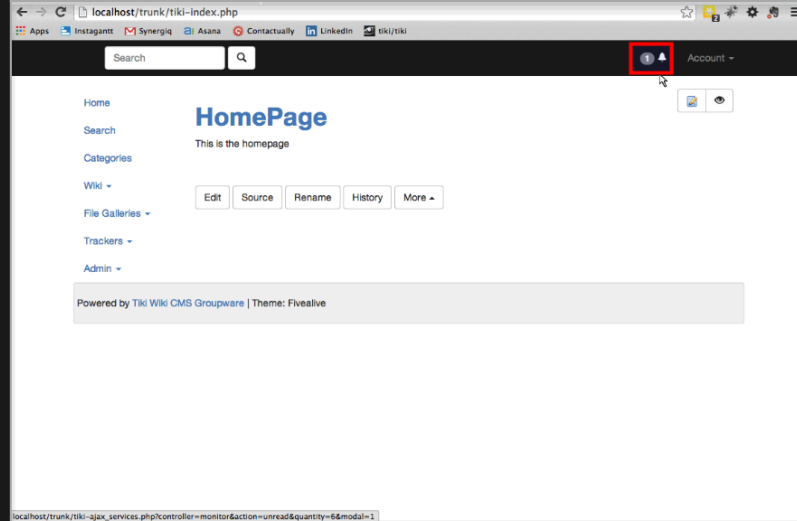 localhost/trunk/tiki-index.php
2
Apps Instagantt Synergiq Asana Contactually LinkedIn tiki/tiki
Search 1 Account
Home
HomePage
Search
This is the homepage
Categories
Wiki
Edit Source Rename History More
File Galleries
Trackers
Admin
Powered by Tiki Wiki CMS Groupware | Theme: Fivealive
localhost/trunk/tiki-ajax_services.php?controller=monitor&action=unread&quantity=6&modal=1